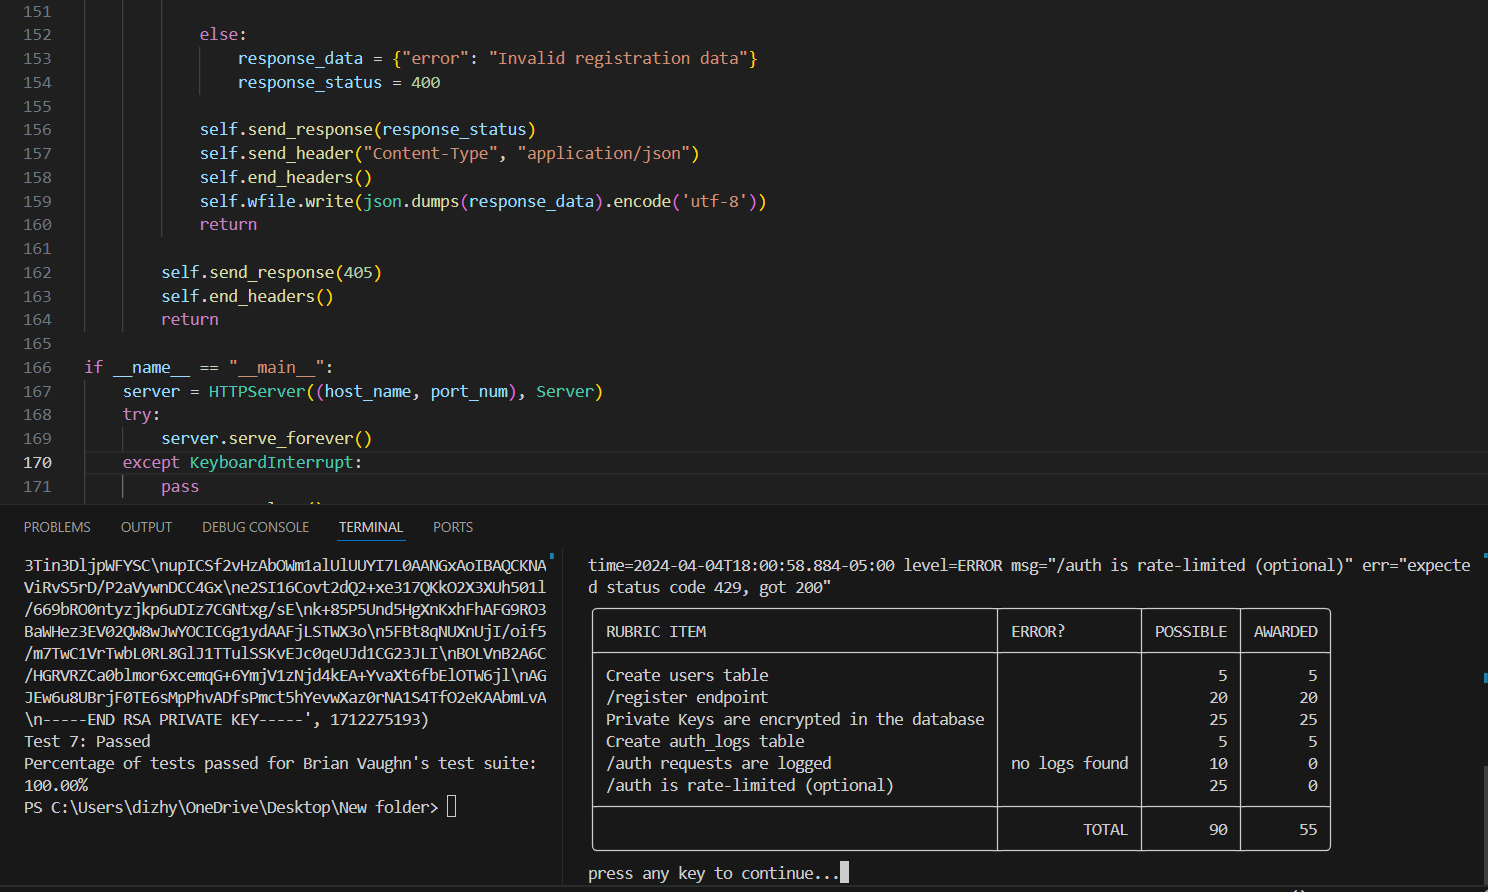 151
152 else:
153 response_data = {"error": "Invalid registration data"}
154 response_status = 400
155
156 self.send_response(response_status)
157 self.send_header("Content-Type", "application/json")
158 self.end_headers()
159 self.wfile.write(json.dumps(response_data).encode('utf-8'))
160 return
161
162 self.send_response(405)
163 self.end_headers()
164 return
165
166 if __name__ == "__main__":
167 server = HTTPServer((host_name, port_num), Server)
168 try:
169 server.serve_forever()
170 except KeyboardInterrupt:
171 pass
PROBLEMS OUTPUT DEBUG CONSOLE TERMINAL PORTS
3Tin3DljpWFYSC\nupICSf2vHzAbOWm1alUlUUYI7L0AANGxAoIBAQCKNA
ViRvS5rD/P2aVywnDCC4Gx\ne2SI16Covt2dQ2+xe317QKkO2X3XUh501l
/669bRO0ntyzjkp6uDIz7CGNtxg/sE\nk+85P5Und5HgXnKxhFhAFG9RO3
BaWHez3EV02QW8wJwYOCICGg1ydAAFjLSTWX3o\n5FBt8qNUXnUjI/oif5
/m7TwC1VrTwbL0RL8GlJ1TTulSSKvEJc0qeUJd1CG23JLI\nBOLVnB2A6C
/HGRVRZCa0blmor6xcemqG+6YmjV1zNjd4kEA+YvaXt6fbElOTW6jl\nAG
JEw6u8UBrjF0TE6sMpPhvADfsPmct5hYevwXaz0rNA1S4TfO2eKAAbmLvA
\n-----END RSA PRIVATE KEY-----', 1712275193)
Test 7: Passed
Percentage of tests passed for Brian Vaughn's test suite:
100.00%
PS C:\Users\dizhy\OneDrive\Desktop\New folder>
time=2024-04-04T18:00:58.884-05:00 level=ERROR msg="/auth is rate-limited (optional)" err="expecte
d status code 429, got 200"
RUBRIC ITEM ERROR? POSSIBLE AWARDED
Create users table 5 5
/register endpoint 20 20
Private Keys are encrypted in the database 25 25
Create auth_logs table 5 5
/auth requests are logged no logs found 10 0
/auth is rate-limited (optional) 25 0
TOTAL 90 55
press any key to continue...